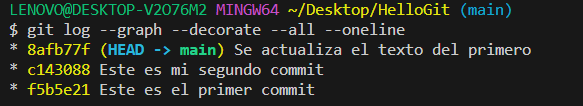 LENOVO@DESKTOP-V2O76M2 MINGW64 ~/Desktop/HelloGit (main)
$ git log --graph --decorate --all --oneline
* 8afb77f (HEAD -> main) Se actualiza el texto del primero
* c143088 Este es mi segundo commit
* f5b5e21 Este es el primer commit